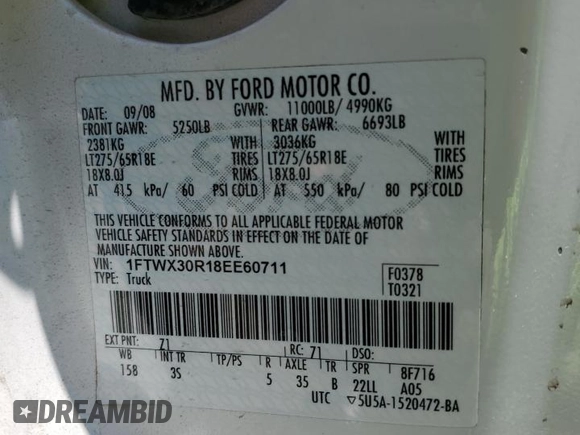 MFD. BY FORD MOTOR CO.
DATE: 09/08 GVWR: 11000LB/ 4990KG
FRONT GAWR: 5250LB REAR GAWR: 6693LB
2381KG WITH 3036KG WITH
LT275/65R18E TIRES LT275/65R18E TIRES
18X8.0J RIMS 18X8.0J RIMS
AT 415 kPa/ 60 PSI COLD AT 550 kPa/ 80 PSI COLD
THIS VEHICLE CONFORMS TO ALL APPLICABLE FEDERAL MOTOR
VEHICLE SAFETY STANDARDS IN EFFECT ON THE DATE OF
MANUFACTURE SHOWN ABOVE.
VIN: 1FTWX30R18EE60711 F0378
TYPE: Truck T0321
EXT PNT: Z1 RC: 71 DSO:
WB INT TR TP/PS R AXLE TR SPR 8F716
158 3S 5 35 B 22LL A05
UTC ▽5U5A-1520472-BA
DREAMBID